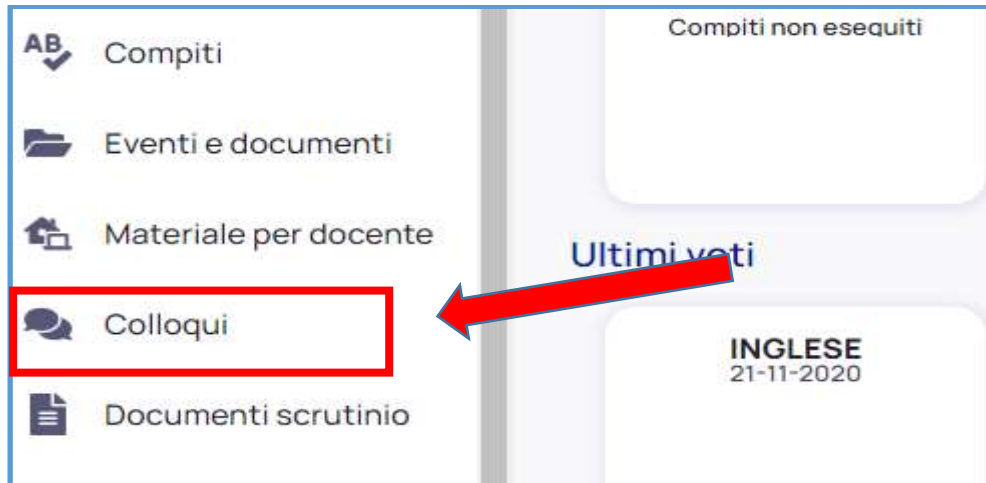 AB
Compiti
Eventi e documenti
Materiale per docente
Colloqui
Documenti scrutinio
Compiti non eseguiti
Ultimi voti
INGLESE
21-11-2020